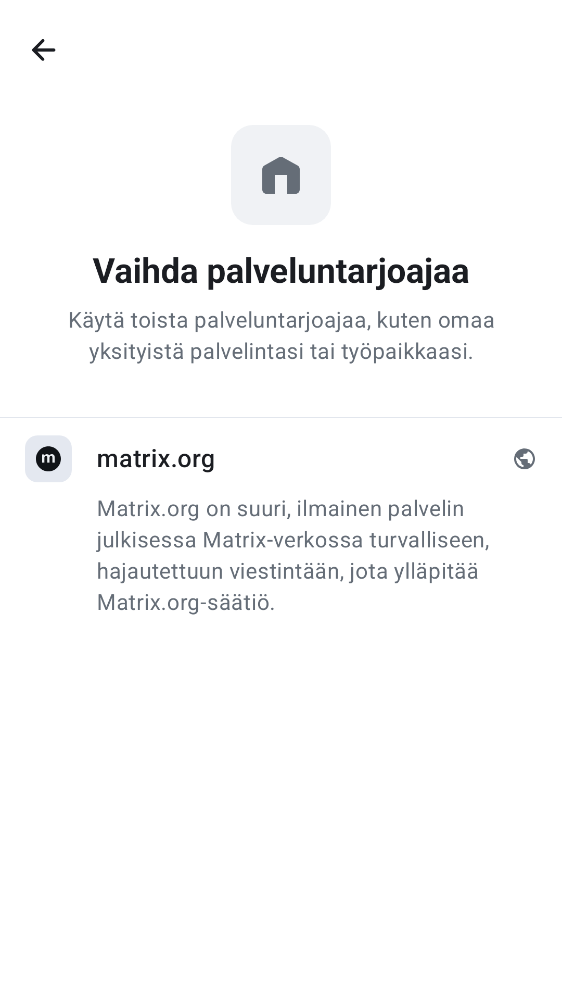 Vaihda palveluntarjoajaa
Käytä toista palveluntarjoajaa, kuten omaa
yksityistä palvelintasi tai työpaikkaasi.
m matrix.org
Matrix.org on suuri, ilmainen palvelin
julkisessa Matrix-verkossa turvalliseen,
hajautettuun viestintään, jota ylläpitää
Matrix.org-säätiö.